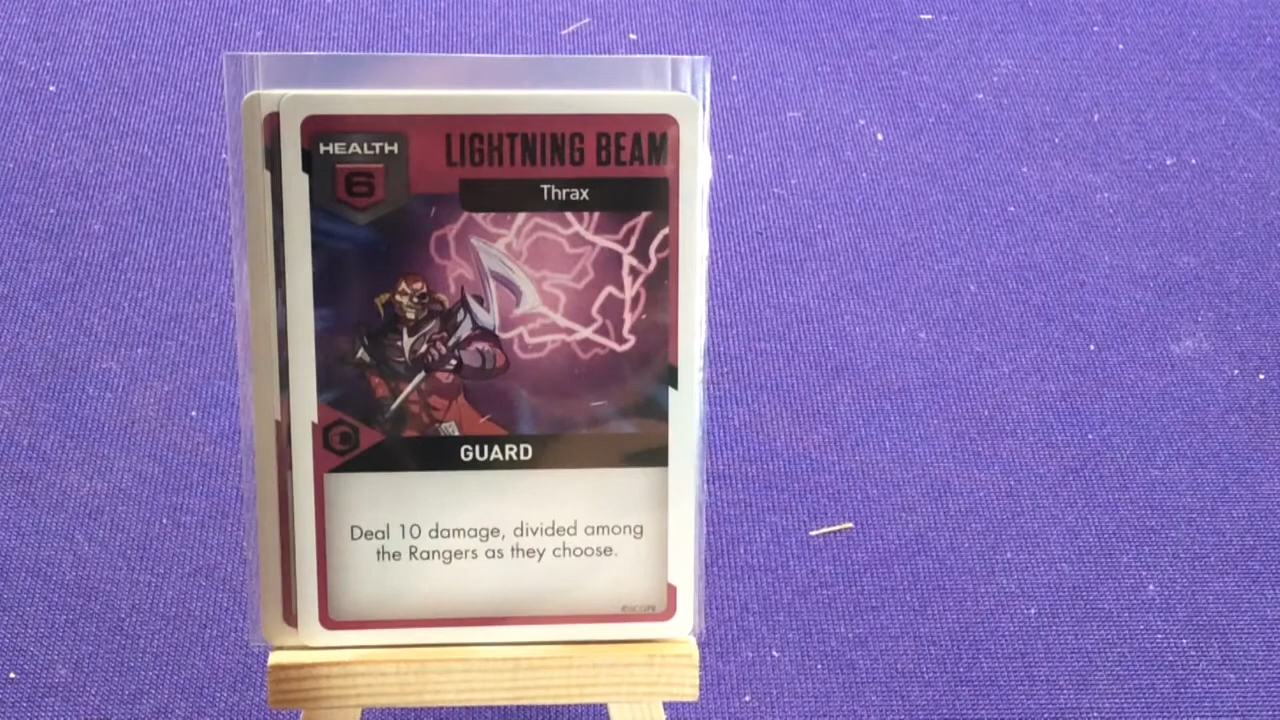 HEALTH
6
LIGHTNING BEAM
Thrax
GUARD
Deal 10 damage, divided among
the Rangers as they choose.